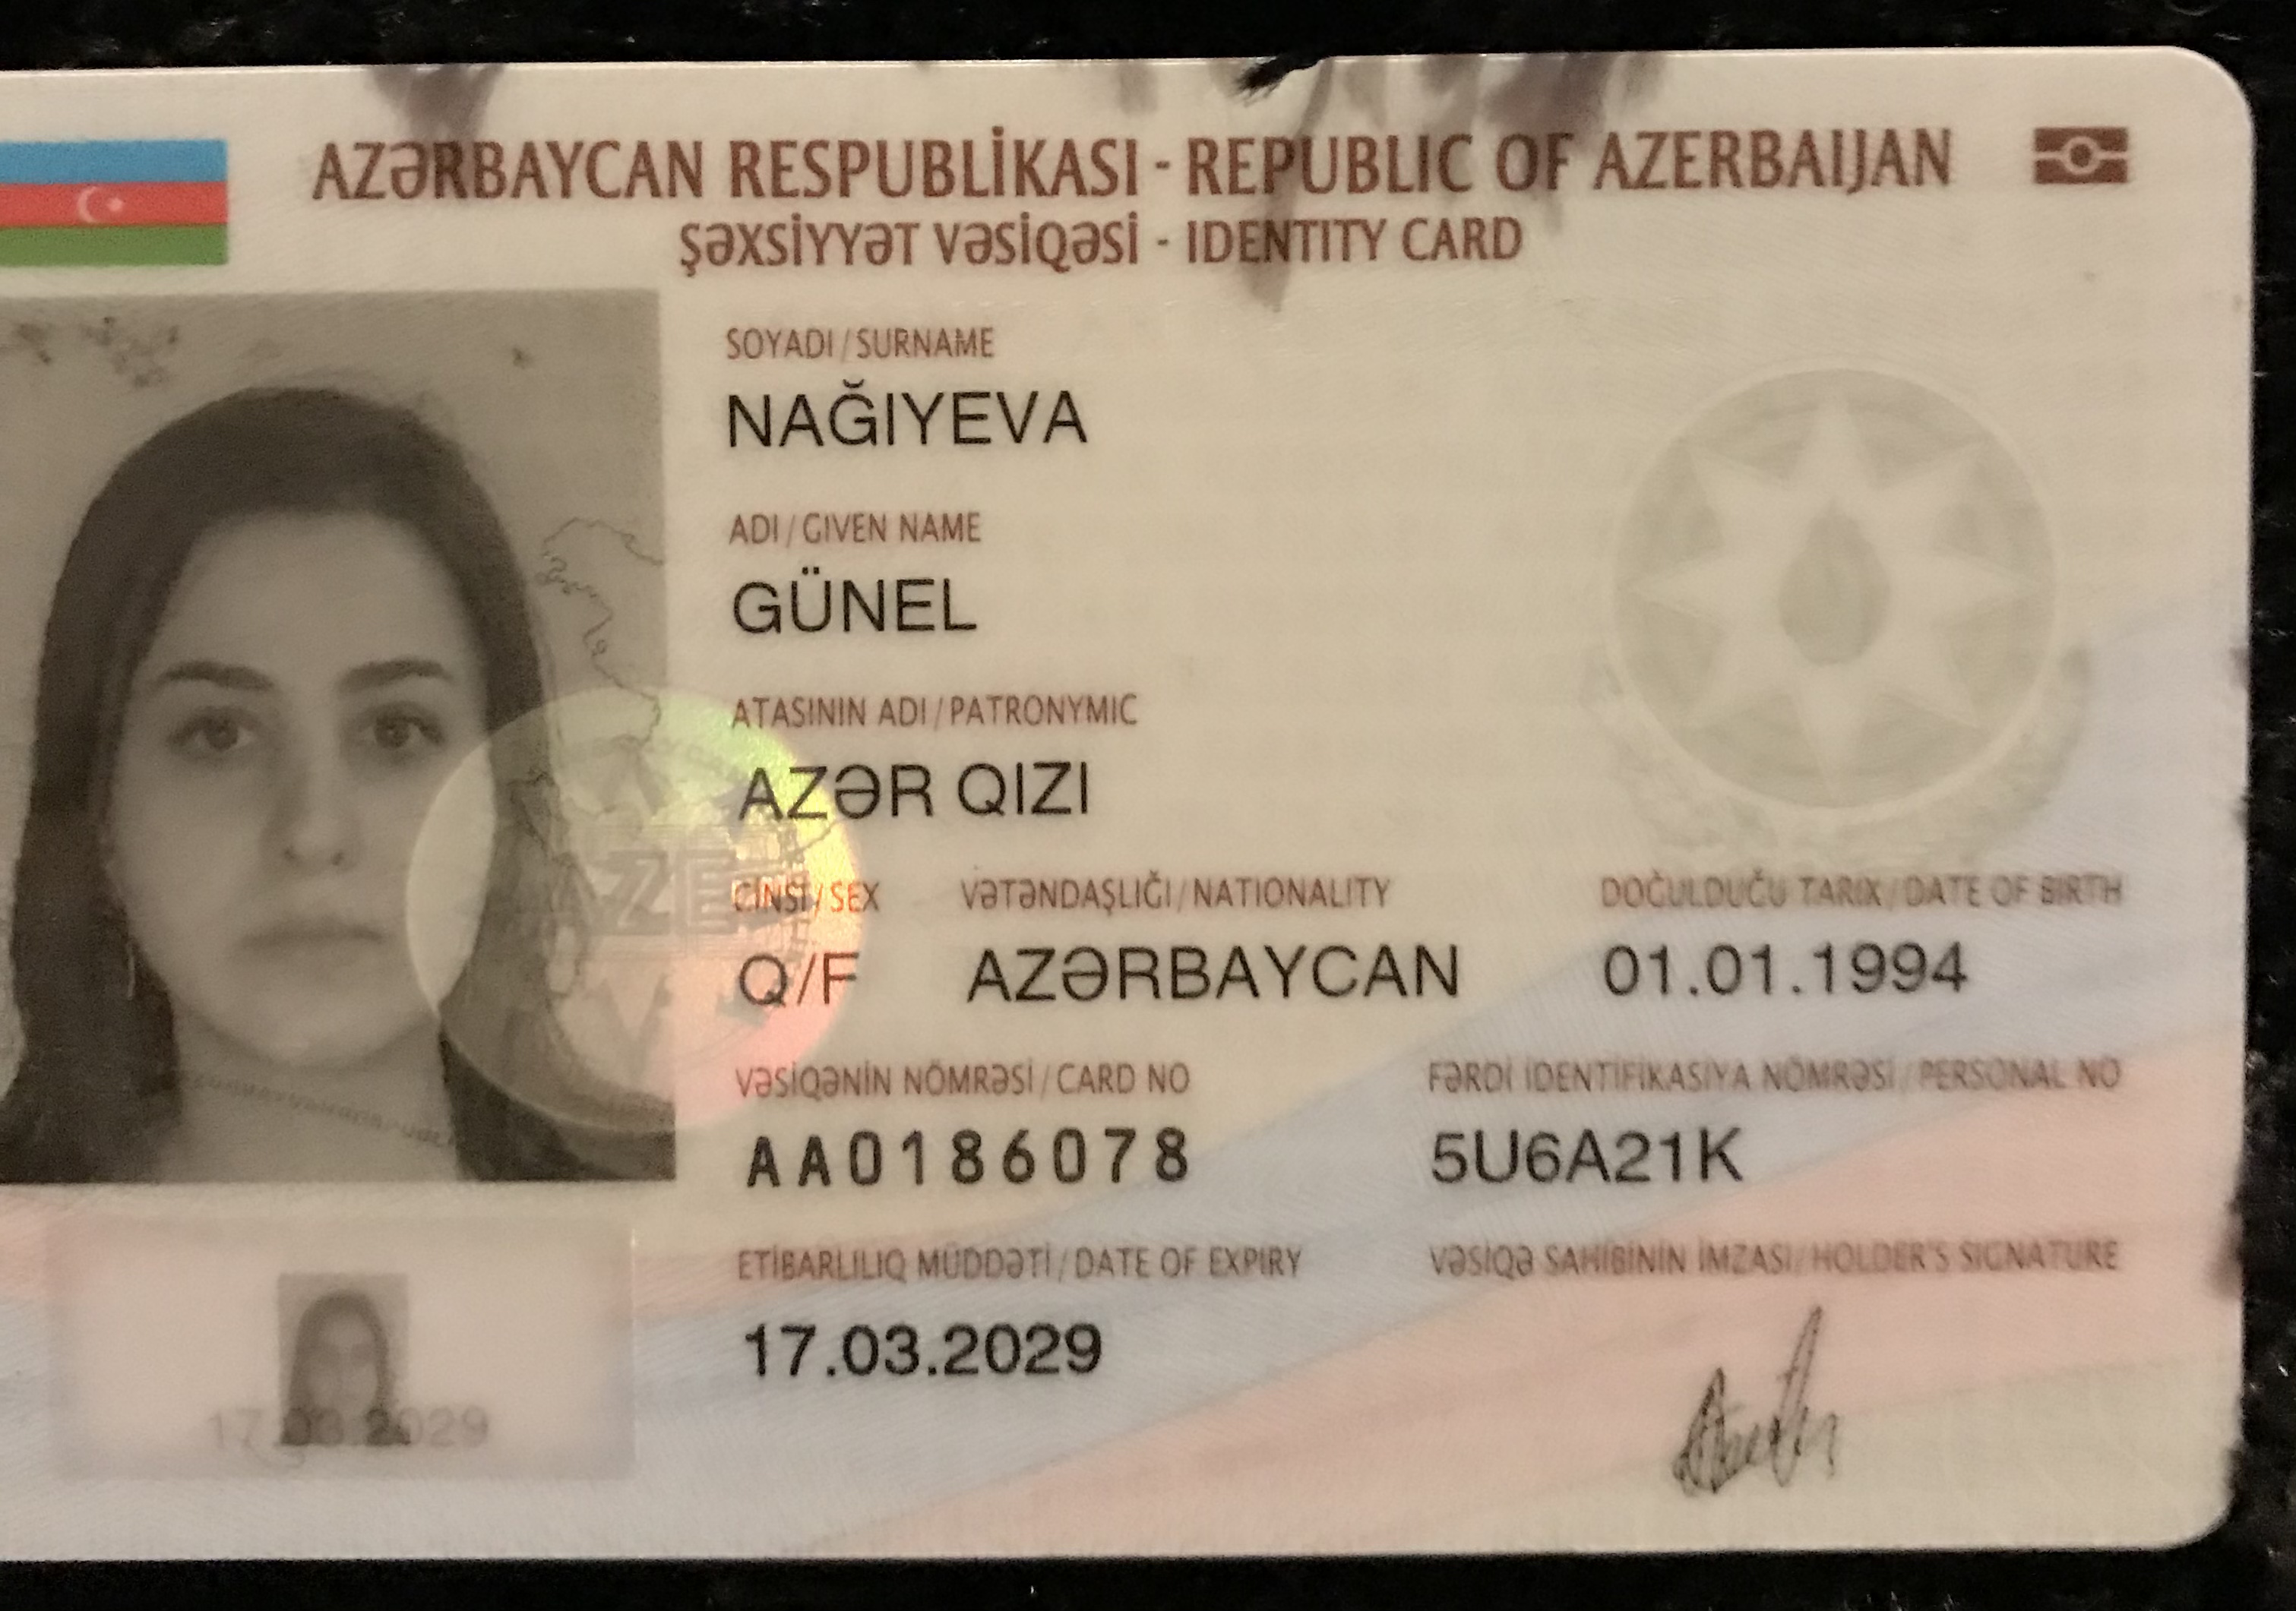 AZƏRBAYCAN RESPUBLİKASI - REPUBLIC OF AZERBAIJAN
ŞƏXSİYYƏT VƏSİQƏSİ - IDENTITY CARD
SOYADI / SURNAME
NAĞIYEVA
ADI / GIVEN NAME
GÜNEL
ATASININ ADI / PATRONYMIC
AZƏR QIZI
CİNSİ / SEX VƏTƏNDAŞLIĞI / NATIONALITY DOĞULDUĞU TARİX / DATE OF BIRTH
Q/F AZƏRBAYCAN 01.01.1994
VƏSİQƏNİN NÖMRƏSİ / CARD NO FƏRDİ İDENTİFİKASİYA NÖMRƏSİ / PERSONAL NO
AA0186078 5U6A21K
ETİBARLILIQ MÜDDƏTİ / DATE OF EXPIRY VƏSİQƏ SAHİBİNİN İMZASI / HOLDER'S SIGNATURE
17.03.2029
17.03.2029
AZE